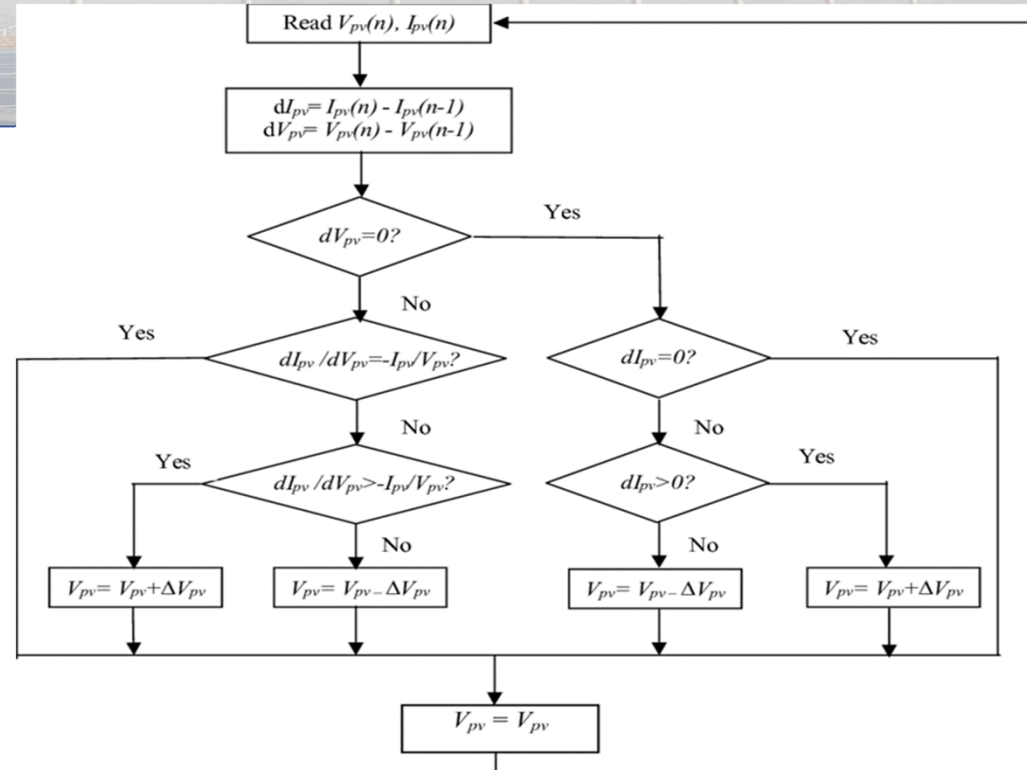 Read Vpv(n), Ipv(n)
dIpv= Ipv(n) - Ipv(n-1)
dVpv= Vpv(n) - Vpv(n-1)
Yes
dVpv=0?
No
Yes
Yes
dIpv /dVpv=-Ipv/Vpv?
dIpv=0?
No
No
Yes
Yes
dIpv /dVpv>-Ipv/Vpv?
dIpv>0?
No
No
Vpv= Vpv+ΔVpv
Vpv= Vpv-ΔVpv
Vpv= Vpv-ΔVpv
Vpv= Vpv+ΔVpv
Vpv = Vpv